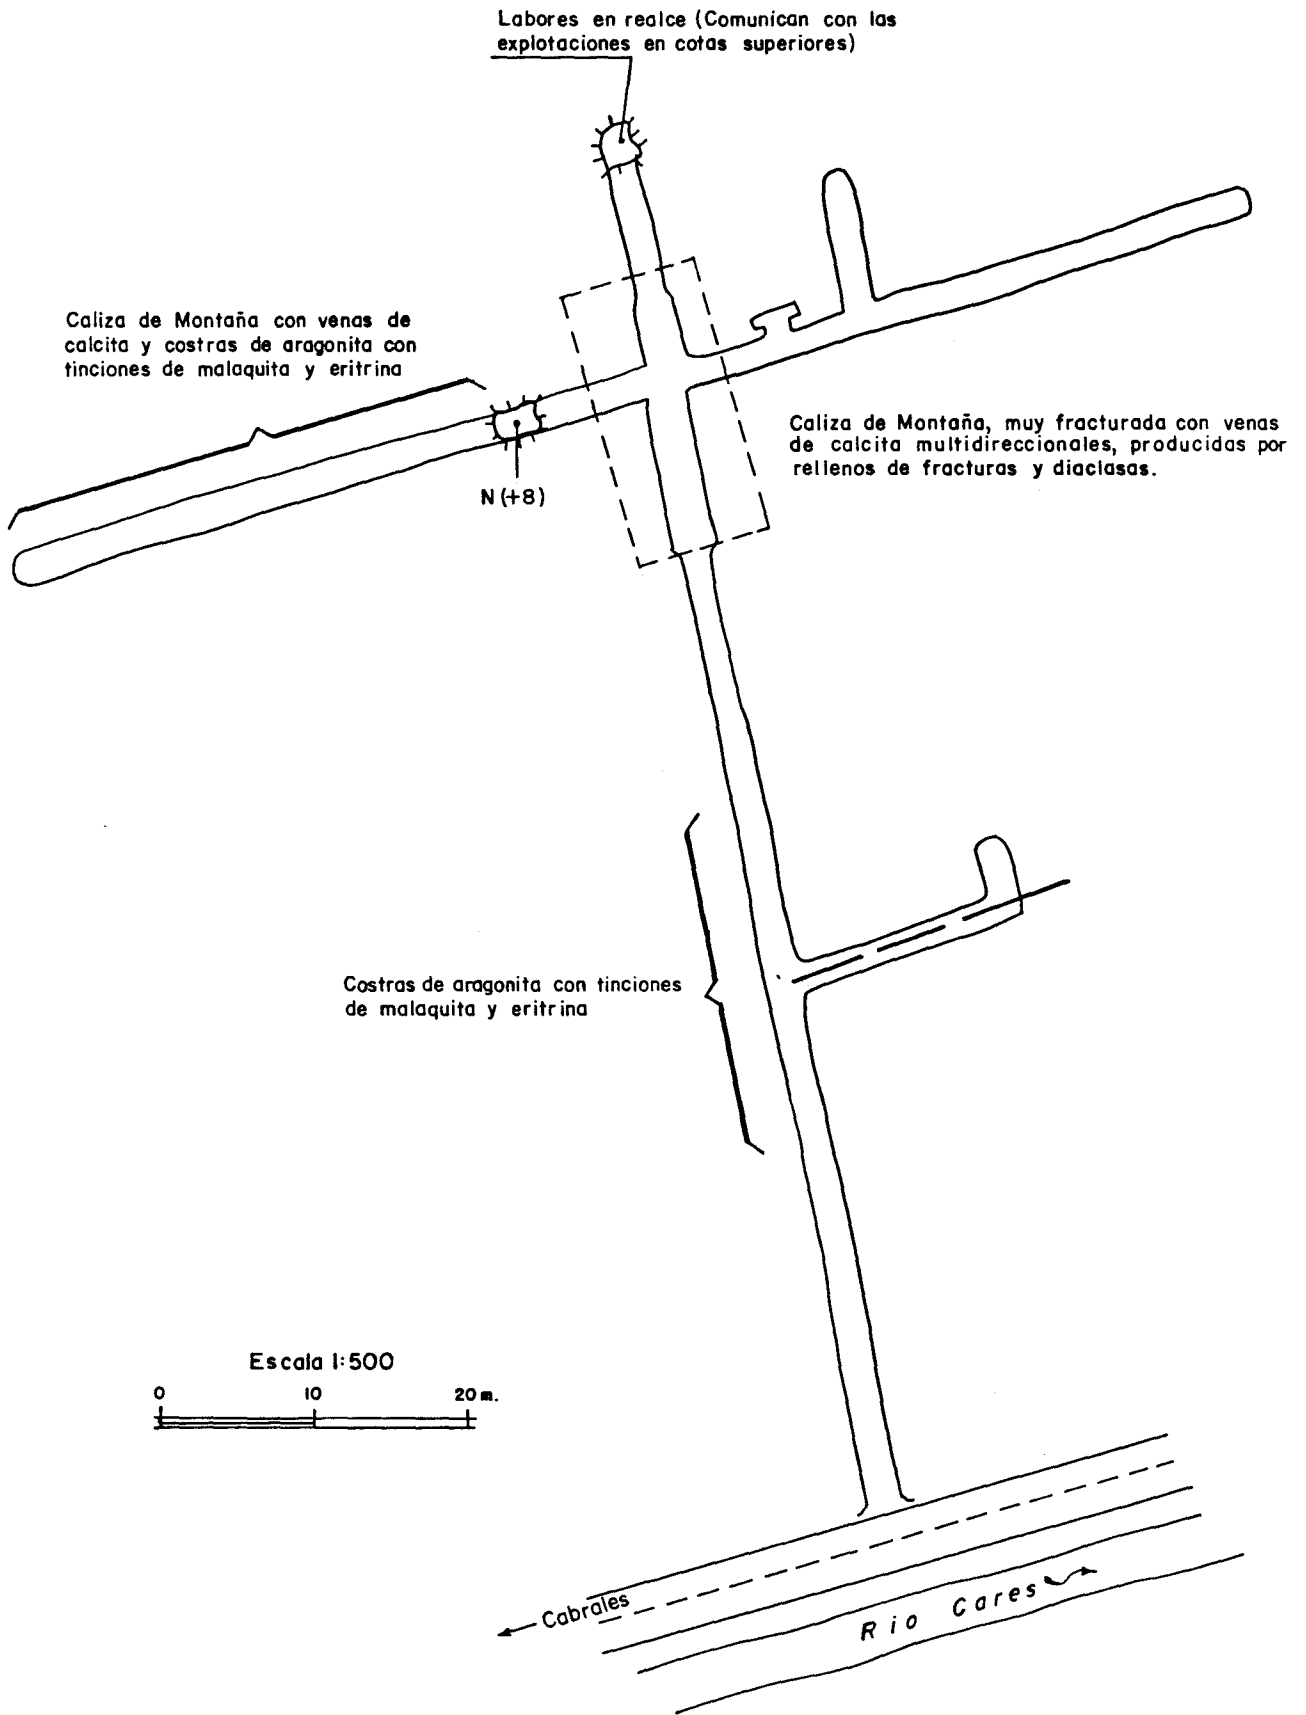 Labores en realce (Comunican con las
explotaciones en cotas superiores)
Caliza de Montaña con venas de
calcita y costras de aragonita con
tinciones de malaquita y eritrina
N (+8)
Caliza de Montaña, muy fracturada con venas
de calcita multidireccionales, producidas por
rellenos de fracturas y diaclasas.
Costras de aragonita con tinciones
de malaquita y eritrina
Escala 1:500
0 10 20 m.
Cabrales
Rio Cares